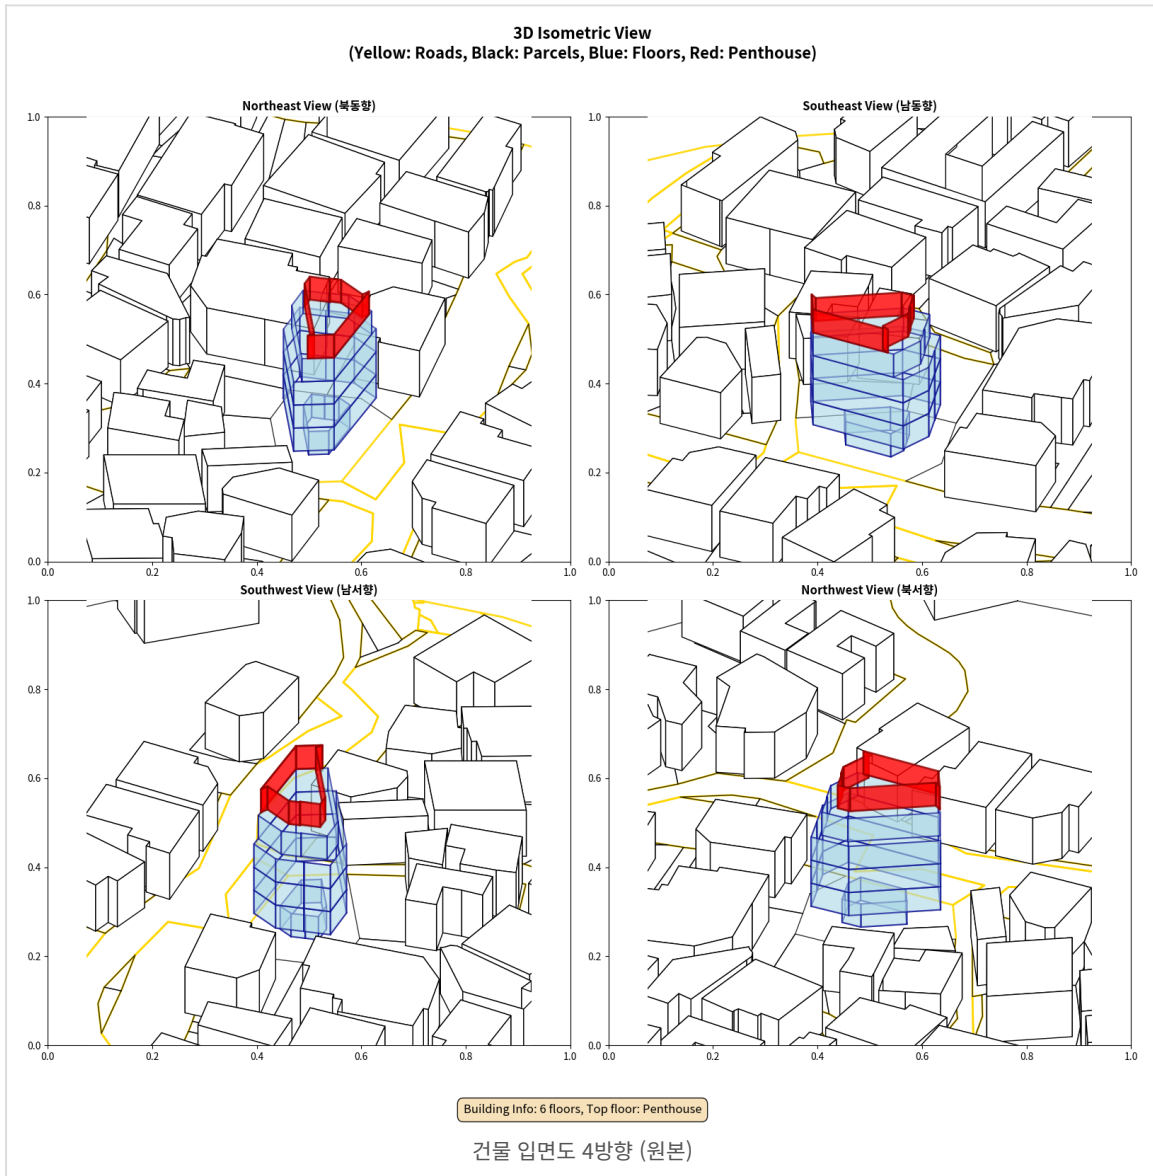 3D Isometric View
(Yellow: Roads, Black: Parcels, Blue: Floors, Red: Penthouse)
Northeast View (북동향)
1.0
0.8
0.6
0.4
0.2
0.0
0.0 0.2 0.4 0.6 0.8 1.0
Southeast View (남동향)
1.0
0.8
0.6
0.4
0.2
0.0
0.0 0.2 0.4 0.6 0.8 1.0
Southwest View (남서향)
1.0
0.8
0.6
0.4
0.2
0.0
0.0 0.2 0.4 0.6 0.8 1.0
Northwest View (북서향)
1.0
0.8
0.6
0.4
0.2
0.0
0.0 0.2 0.4 0.6 0.8 1.0
Building Info: 6 floors, Top floor: Penthouse
건물 입면도 4방향 (원본)